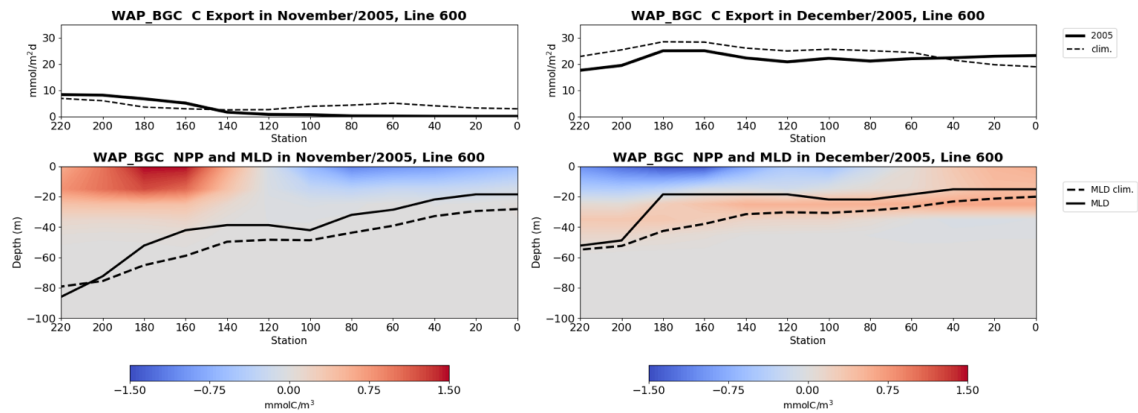 WAP_BGC C Export in November/2005, Line 600
mmol/m²d
30
20
10
0
220 200 180 160 140 120 100 80 60 40 20 0
Station
WAP_BGC C Export in December/2005, Line 600
mmol/m²d
30
20
10
0
220 200 180 160 140 120 100 80 60 40 20 0
Station
2005
clim.
WAP_BGC NPP and MLD in November/2005, Line 600
Depth (m)
0
−20
−40
−60
−80
−100
220 200 180 160 140 120 100 80 60 40 20 0
Station
WAP_BGC NPP and MLD in December/2005, Line 600
Depth (m)
0
−20
−40
−60
−80
−100
220 200 180 160 140 120 100 80 60 40 20 0
Station
MLD clim.
MLD
−1.50 −0.75 0.00 0.75 1.50
mmolC/m³
−1.50 −0.75 0.00 0.75 1.50
mmolC/m³